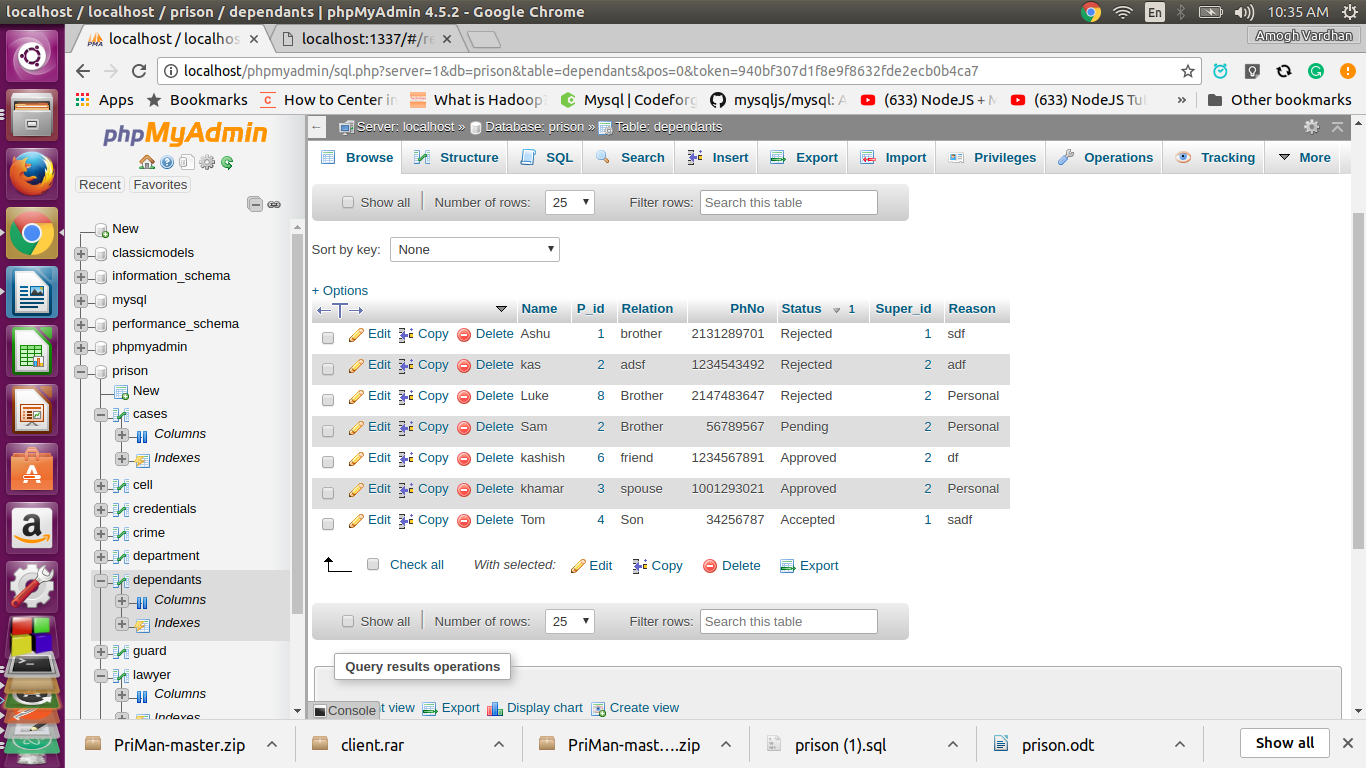 localhost / localhost / prison / dependants | phpMyAdmin 4.5.2 - Google Chrome
En
10:35 AM
localhost / localhos
localhost:1337/#/re
Amogh Vardhan
localhost/phpmyadmin/sql.php?server=1&db=prison&table=dependants&pos=0&token=940bf307d1f8e9f8632fde2ecb0b4ca7
Apps Bookmarks How to Center in What is Hadoop Mysql | Codeforg mysqljs/mysql: A (633) NodeJS + M (633) NodeJS Tut » Other bookmarks
phpMyAdmin
Recent Favorites
New
classicmodels
information_schema
mysql
performance_schema
phpmyadmin
prison
New
cases
Columns
Indexes
cell
credentials
crime
department
dependants
Columns
Indexes
guard
lawyer
Columns
Indexes
Server: localhost » Database: prison » Table: dependants
Browse Structure SQL Search Insert Export Import Privileges Operations Tracking More
Show all Number of rows: 25 Filter rows: Search this table
Sort by key: None
+ Options
Name P_id Relation PhNo Status 1 Super_id Reason
Edit Copy Delete Ashu 1 brother 2131289701 Rejected 1 sdf
Edit Copy Delete kas 2 adsf 1234543492 Rejected 2 adf
Edit Copy Delete Luke 8 Brother 2147483647 Rejected 2 Personal
Edit Copy Delete Sam 2 Brother 56789567 Pending 2 Personal
Edit Copy Delete kashish 6 friend 1234567891 Approved 2 df
Edit Copy Delete khamar 3 spouse 1001293021 Approved 2 Personal
Edit Copy Delete Tom 4 Son 34256787 Accepted 1 sadf
Check all With selected: Edit Copy Delete Export
Show all Number of rows: 25 Filter rows: Search this table
Query results operations
t view Export Display chart Create view
Console
PriMan-master.zip client.rar PriMan-mast….zip prison (1).sql prison.odt Show all